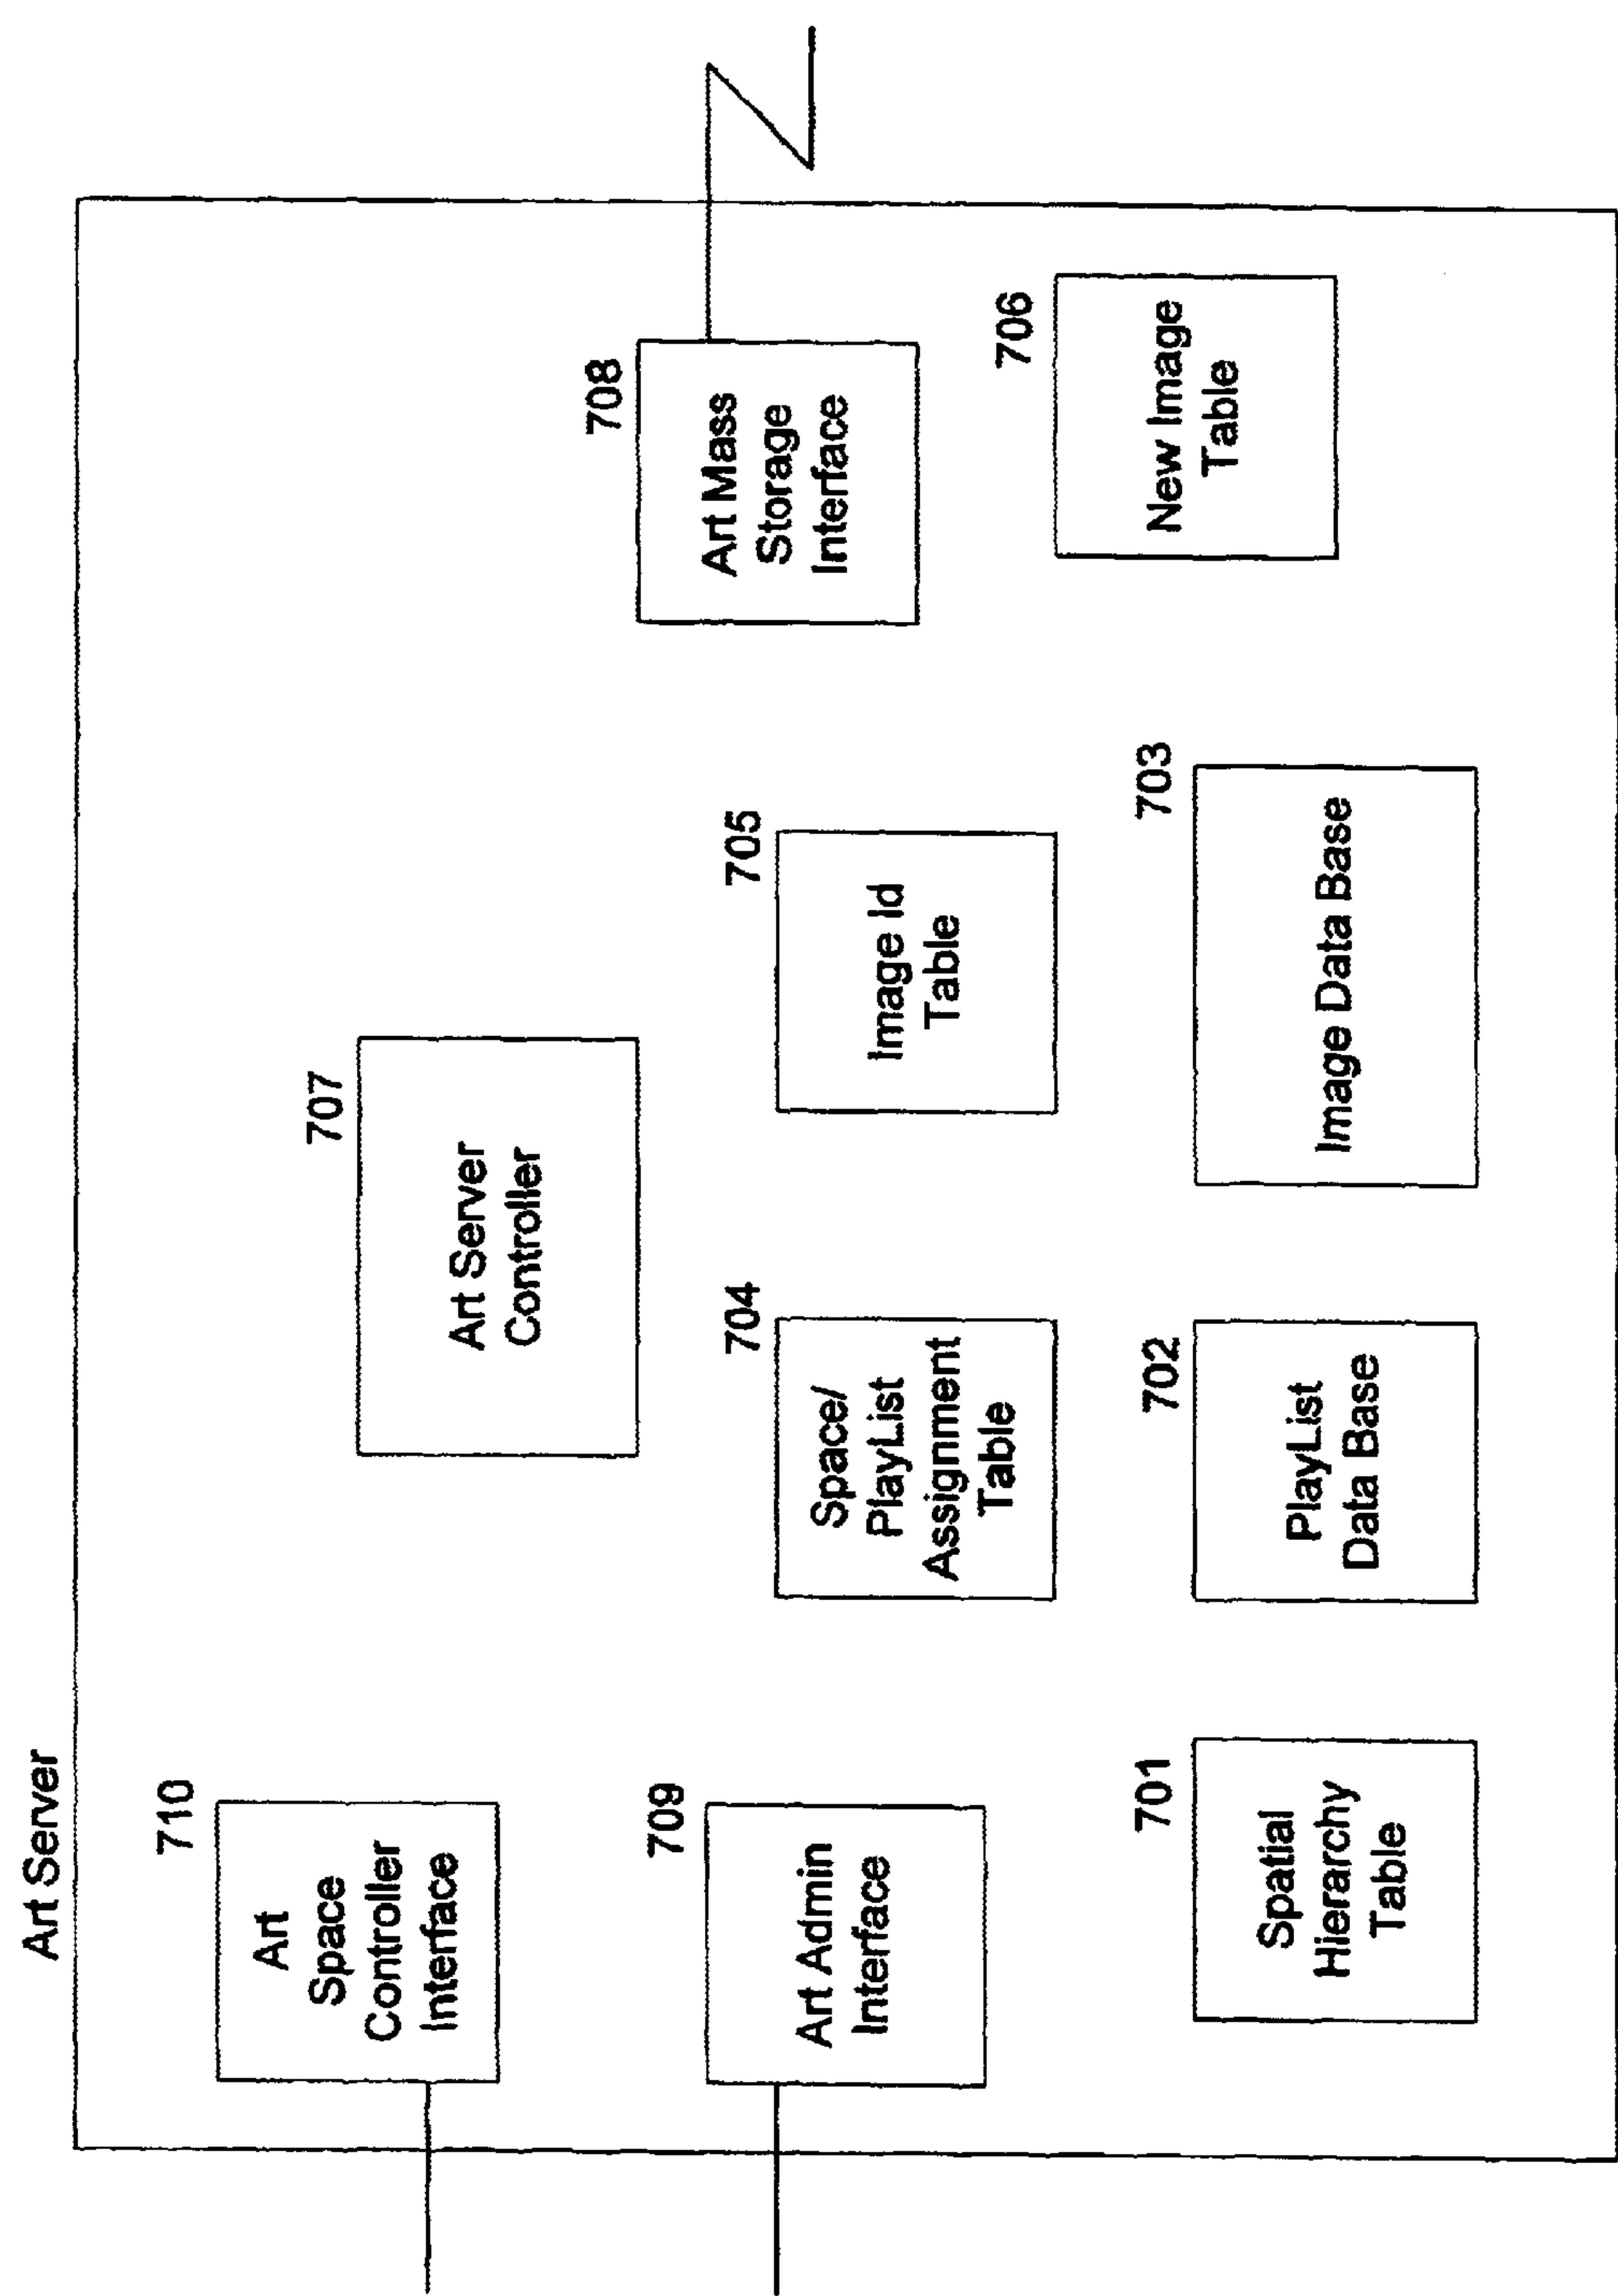 Art Server
710
Art
Space
Controller
Interface
707
Art Server
Controller
708
Art Mass
Storage
Interface
709
Art Admin
Interface
704
Space/
PlayList
Assignment
Table
705
Image Id
Table
706
New Image
Table
701
Spatial
Hierarchy
Table
702
PlayList
Data Base
703
Image Data Base